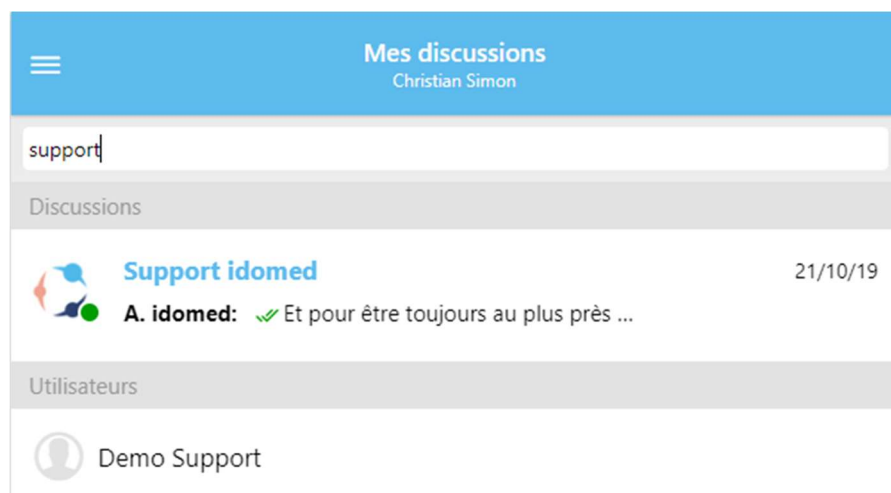 Mes discussions
Christian Simon
support
Discussions
Support idomed 21/10/19
A. idomed: Et pour être toujours au plus près ...
Utilisateurs
Demo Support